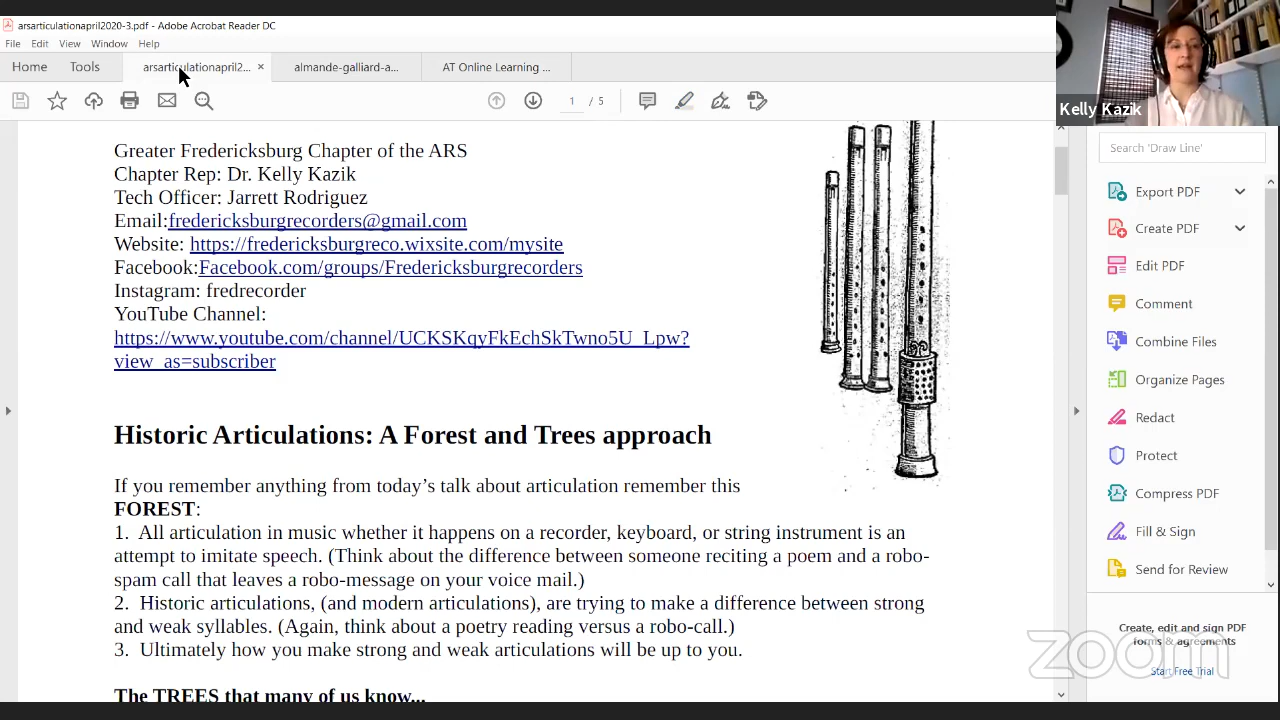 arsarticulationapril2020-3.pdf - Adobe Acrobat Reader DC
File Edit View Window Help
Home Tools arsarticulationapril2... × almande-galliard-a... AT Online Learning ...
1 / 5
Kelly Kazik
Search 'Draw Line'
Export PDF
Create PDF
Edit PDF
Comment
Combine Files
Organize Pages
Redact
Protect
Compress PDF
Fill & Sign
Send for Review
Create, edit and sign PDF
forms & agreements
Start Free Trial
zoom
Greater Fredericksburg Chapter of the ARS
Chapter Rep: Dr. Kelly Kazik
Tech Officer: Jarrett Rodriguez
Email:fredericksburgrecorders@gmail.com
Website: https://fredericksburgreco.wixsite.com/mysite
Facebook:Facebook.com/groups/Fredericksburgrecorders
Instagram: fredrecorder
YouTube Channel:
https://www.youtube.com/channel/UCKSKqyFkEchSkTwno5U_Lpw?
view_as=subscriber
Historic Articulations: A Forest and Trees approach
If you remember anything from today’s talk about articulation remember this
FOREST:
1. All articulation in music whether it happens on a recorder, keyboard, or string instrument is an
attempt to imitate speech. (Think about the difference between someone reciting a poem and a robo-
spam call that leaves a robo-message on your voice mail.)
2. Historic articulations, (and modern articulations), are trying to make a difference between strong
and weak syllables. (Again, think about a poetry reading versus a robo-call.)
3. Ultimately how you make strong and weak articulations will be up to you.
The TREES that many of us know...